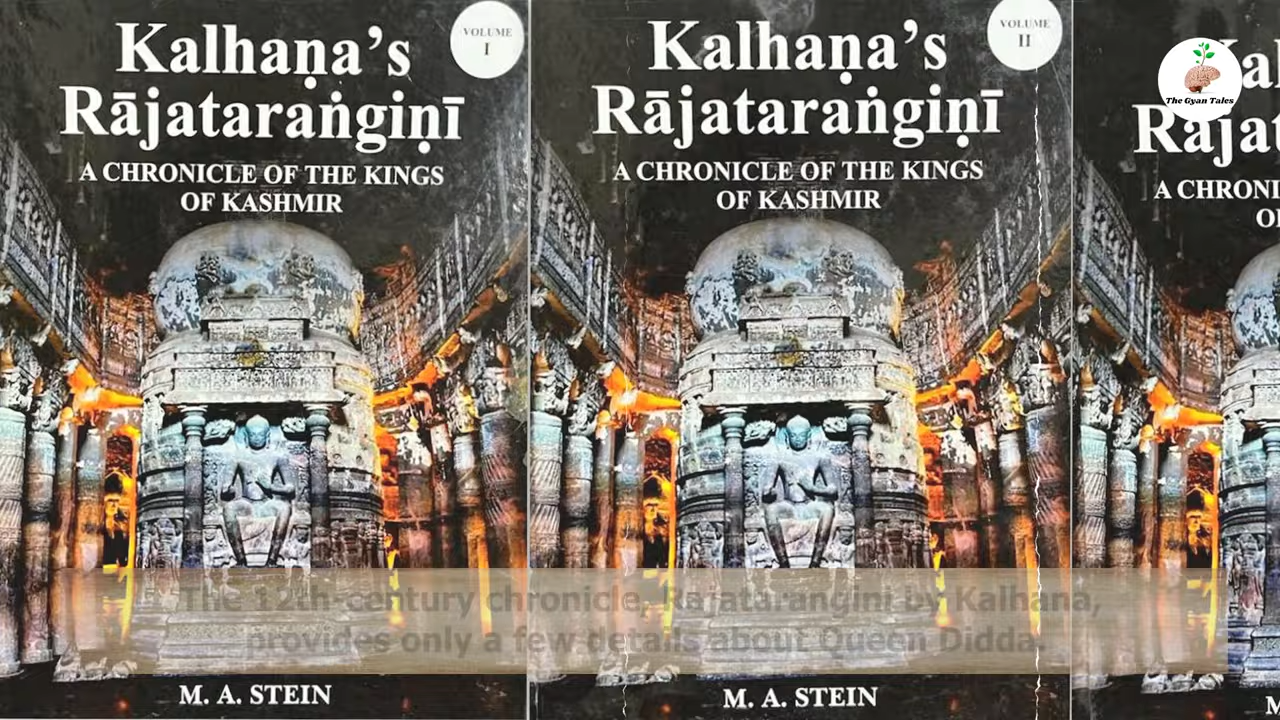 Kalhaṇa’s
Rājataraṅgiṇī
A CHRONICLE OF THE KINGS
OF KASHMIR
VOLUME
I
M. A. STEIN
Kalhaṇa’s
Rājataraṅgiṇī
A CHRONICLE OF THE KINGS
OF KASHMIR
VOLUME
II
M. A. STEIN
The Gyan Tales
The 12th-century chronicle, Rajatarangini by Kalhana,
provides only a few details about Queen Didda.